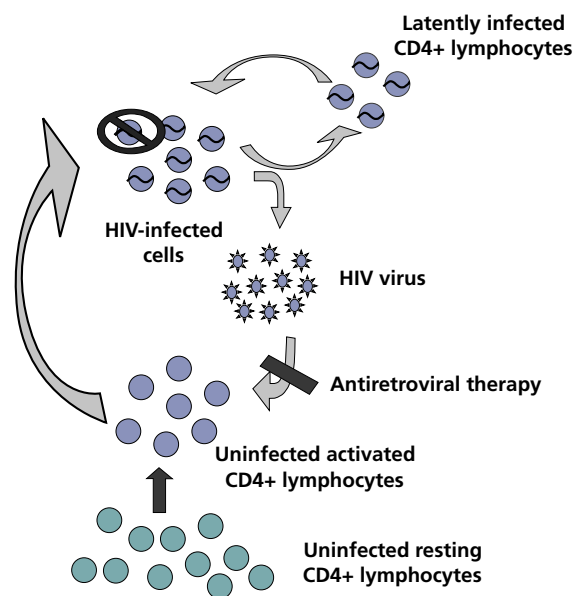 Latently infected
CD4+ lymphocytes
HIV-infected
cells
HIV virus
Antiretroviral therapy
Uninfected activated
CD4+ lymphocytes
Uninfected resting
CD4+ lymphocytes